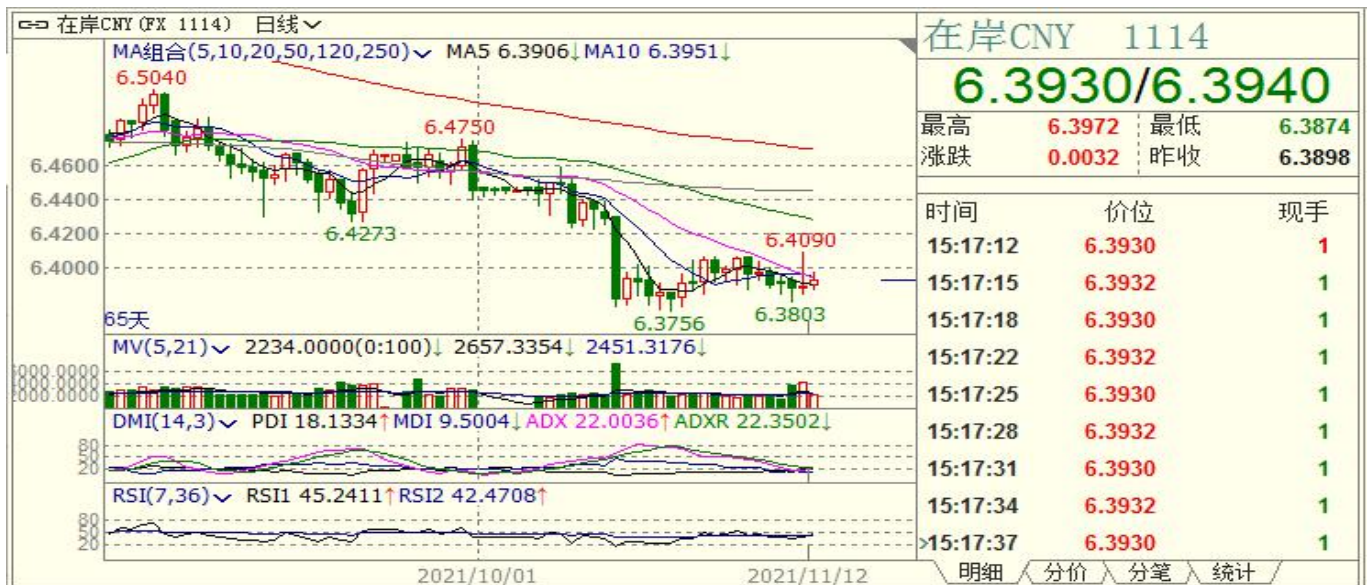 在岸CNY(FX 1114) 日线
MA组合(5,10,20,50,120,250) MA5 6.3906↓ MA10 6.3951↓
6.5040
6.4750
6.4600
6.4400
6.4273
6.4200
6.4090
6.4000
6.3756
6.3803
65天
MV(5,21) 2234.0000(0:100)↓ 2657.3354↓ 2451.3176↓
DMI(14,3) PDI 18.1334↑ MDI 9.5004↓ ADX 22.0036↑ ADXR 22.3502↓
80
20
RSI(7,36) RSI1 45.2411↑ RSI2 42.4708↑
80
20
2021/10/01 2021/11/12
在岸CNY 1114
6.3930/6.3940
最高 6.3972 最低 6.3874
涨跌 0.0032 昨收 6.3898
时间 价位 现手
15:17:12 6.3930 1
15:17:15 6.3932 1
15:17:18 6.3930 1
15:17:22 6.3932 1
15:17:25 6.3930 1
15:17:28 6.3932 1
15:17:31 6.3930 1
15:17:34 6.3932 1
>15:17:37 6.3930 1
明细 分价 分笔 统计